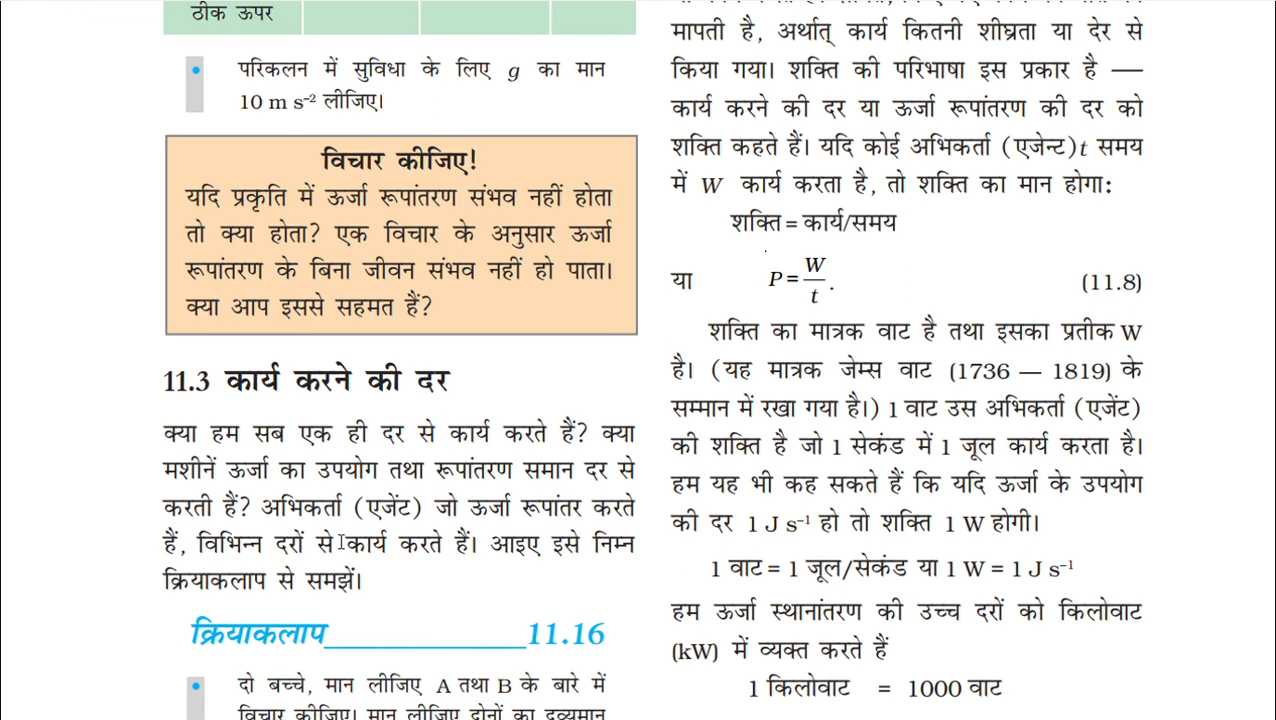 ठीक ऊपर
• परिकलन में सुविधा के लिए g का मान
10 m s⁻² लीजिए।
विचार कीजिए!
यदि प्रकृति में ऊर्जा रूपांतरण संभव नहीं होता
तो क्या होता? एक विचार के अनुसार ऊर्जा
रूपांतरण के बिना जीवन संभव नहीं हो पाता।
क्या आप इससे सहमत हैं?
11.3 कार्य करने की दर
क्या हम सब एक ही दर से कार्य करते हैं? क्या
मशीनें ऊर्जा का उपयोग तथा रूपांतरण समान दर से
करती हैं? अभिकर्ता (एजेंट) जो ऊर्जा रूपांतर करते
हैं, विभिन्न दरों से कार्य करते हैं। आइए इसे निम्न
क्रियाकलाप से समझें।
क्रियाकलाप______________11.16
• दो बच्चे, मान लीजिए A तथा B के बारे में
विचार कीजिए। मान लीजिए दोनों का द्रव्यमान
मापती है, अर्थात् कार्य कितनी शीघ्रता या देर से
किया गया। शक्ति की परिभाषा इस प्रकार है —
कार्य करने की दर या ऊर्जा रूपांतरण की दर को
शक्ति कहते हैं। यदि कोई अभिकर्ता (एजेन्ट) t समय
में W कार्य करता है, तो शक्ति का मान होगा:
शक्ति = कार्य/समय
या P = W/t. (11.8)
शक्ति का मात्रक वाट है तथा इसका प्रतीक W
है। (यह मात्रक जेम्स वाट (1736 — 1819) के
सम्मान में रखा गया है।) 1 वाट उस अभिकर्ता (एजेंट)
की शक्ति है जो 1 सेकंड में 1 जूल कार्य करता है।
हम यह भी कह सकते हैं कि यदि ऊर्जा के उपयोग
की दर 1 J s⁻¹ हो तो शक्ति 1 W होगी।
1 वाट = 1 जूल/सेकंड या 1 W = 1 J s⁻¹
हम ऊर्जा स्थानांतरण की उच्च दरों को किलोवाट
(kW) में व्यक्त करते हैं
1 किलोवाट = 1000 वाट